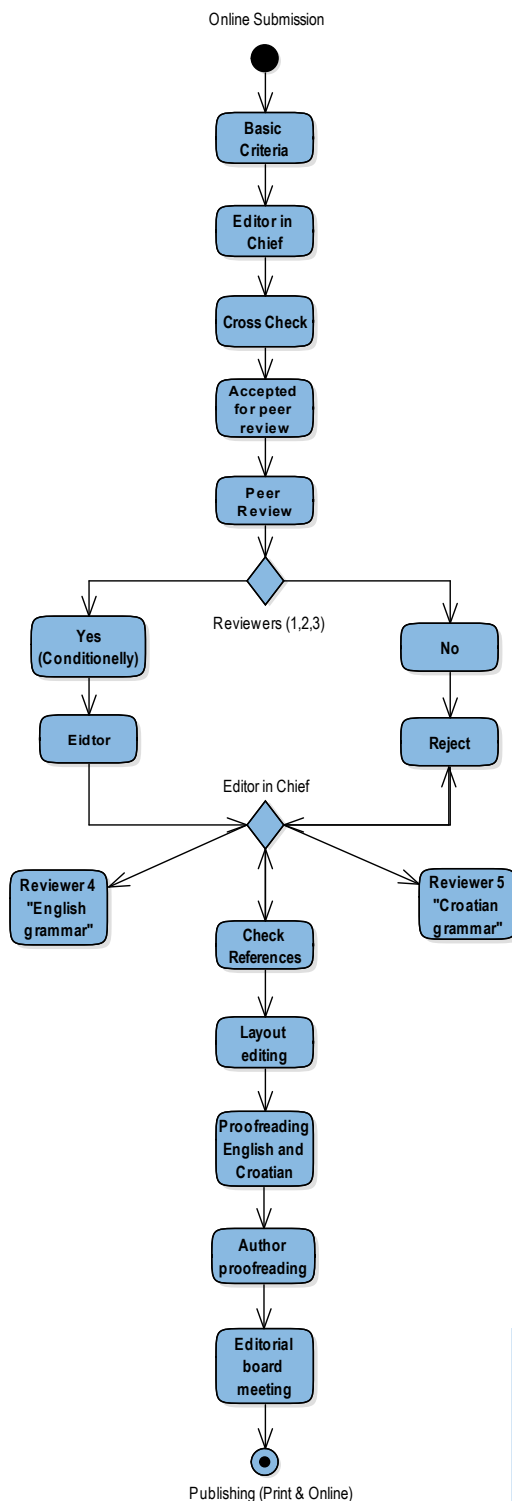 Online Submission
Basic
Criteria
Editor in
Chief
Cross Check
Accepted
for peer
review
Peer
Review
Reviewers (1,2,3)
Yes
(Conditionelly)
No
Eidtor
Reject
Editor in Chief
Reviewer 4
"English
grammar"
Reviewer 5
"Croatian
grammar"
Check
References
Layout
editing
Proofreading
English and
Croatian
Author
proofreading
Editorial
board
meeting
Publishing (Print & Online)